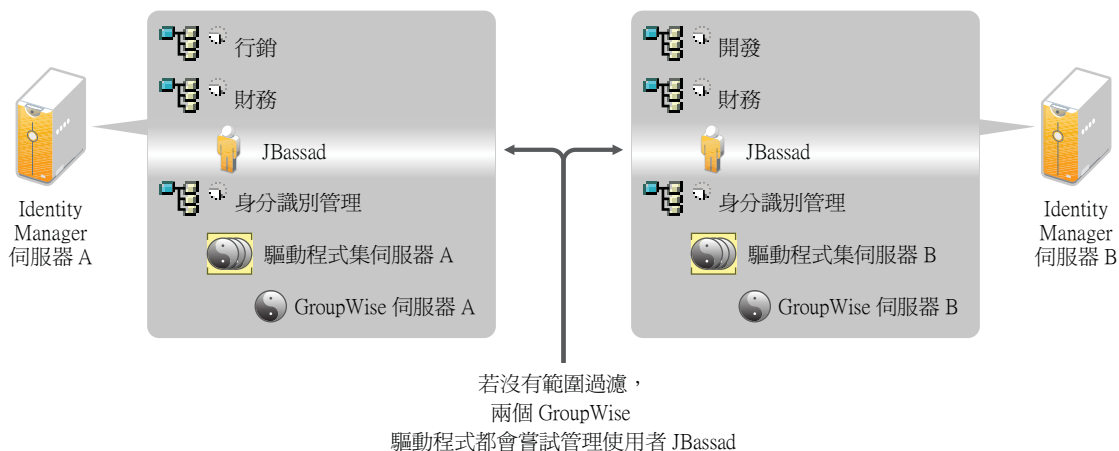 行銷
財務
JBassad
身分識別管理
驅動程式集伺服器 A
GroupWise 伺服器 A
Identity
Manager
伺服器 A
開發
財務
JBassad
身分識別管理
驅動程式集伺服器 B
GroupWise 伺服器 B
Identity
Manager
伺服器 B
若沒有範圍過濾，
兩個 GroupWise
驅動程式都會嘗試管理使用者 JBassad